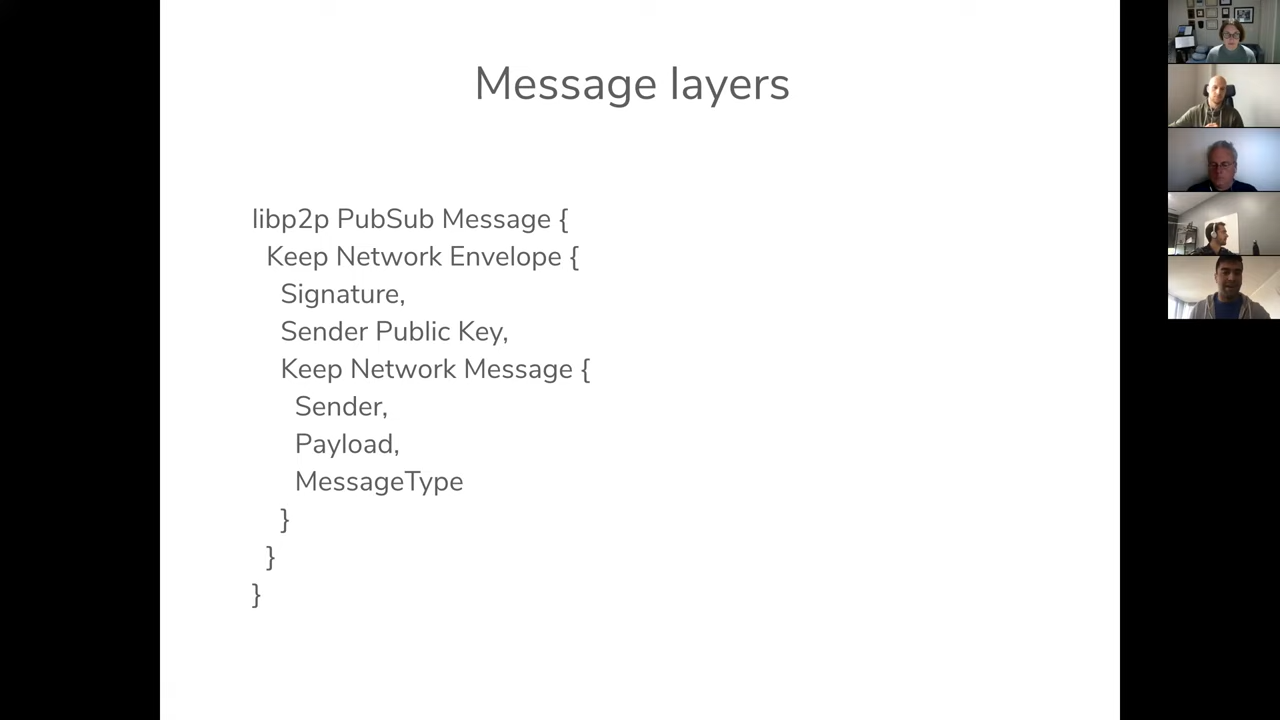 Message layers
libp2p PubSub Message {
Keep Network Envelope {
Signature,
Sender Public Key,
Keep Network Message {
Sender,
Payload,
MessageType
}
}
}